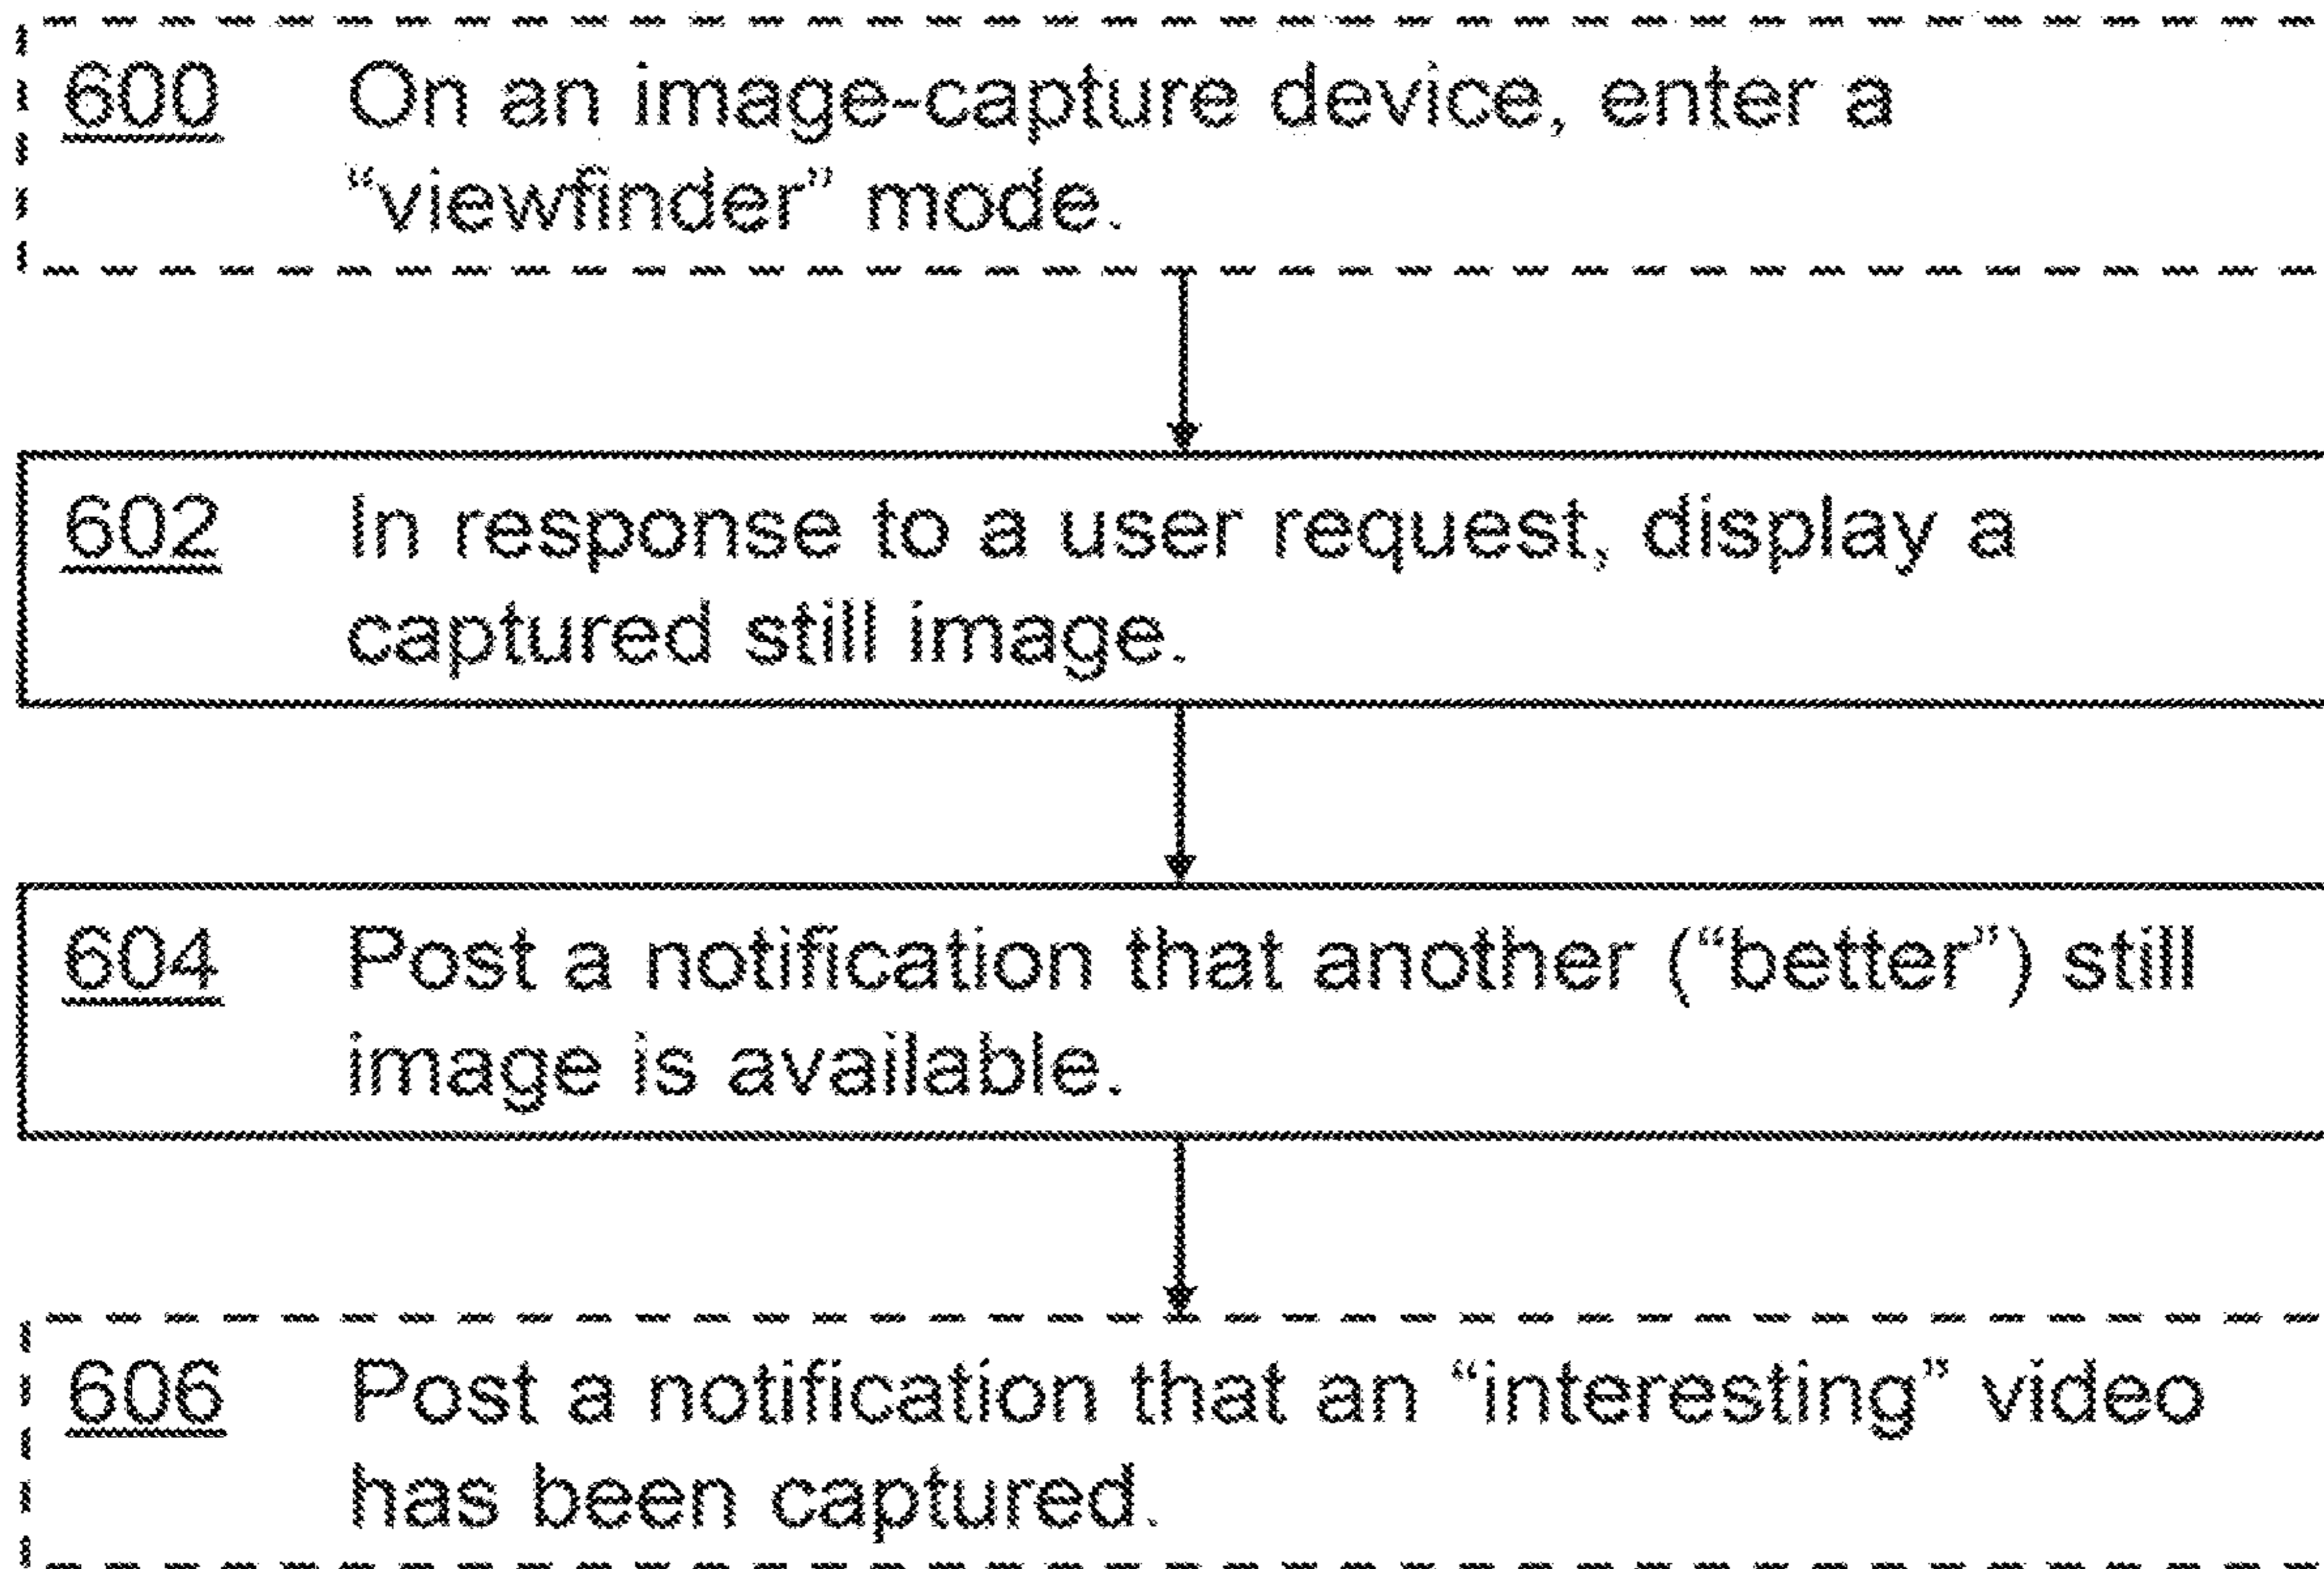 600 On an image-capture device, enter a
“viewfinder” mode.
602 In response to a user request, display a
captured still image.
604 Post a notification that another (“better”) still
image is available.
606 Post a notification that an “interesting” video
has been captured.